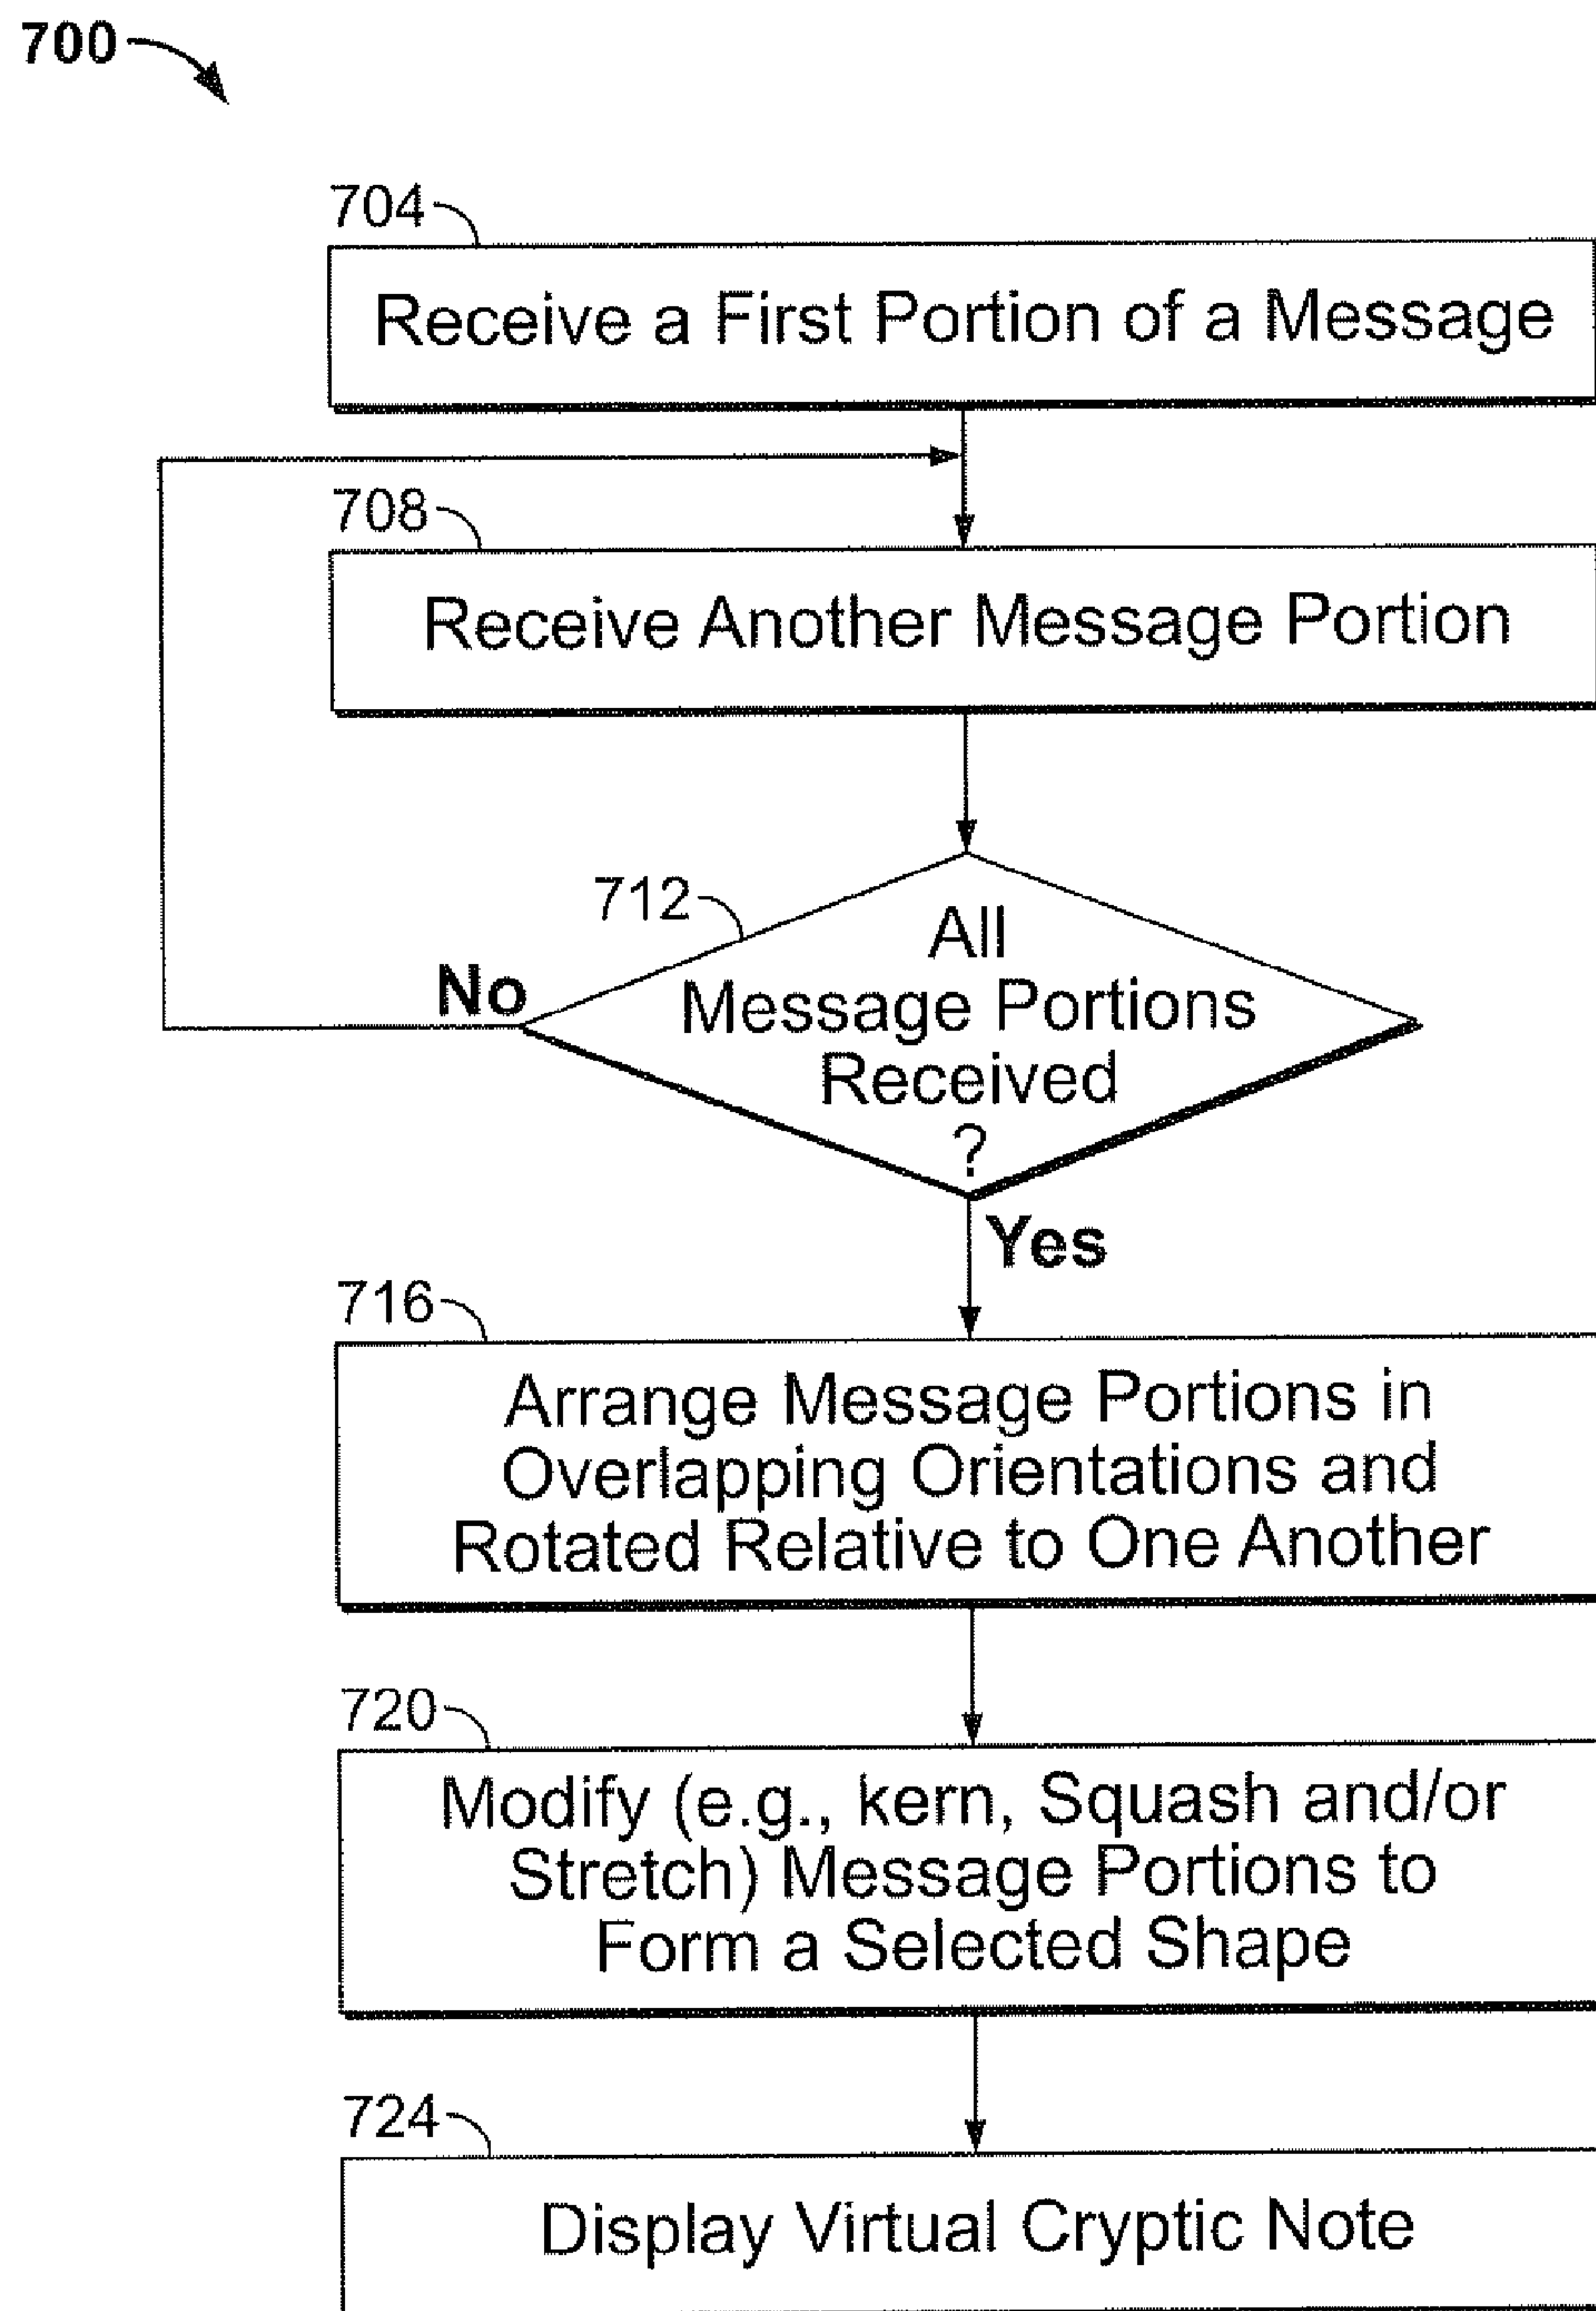 700
704
Receive a First Portion of a Message
708
Receive Another Message Portion
712
All
Message Portions
Received
?
No
Yes
716
Arrange Message Portions in
Overlapping Orientations and
Rotated Relative to One Another
720
Modify (e.g., kern, Squash and/or
Stretch) Message Portions to
Form a Selected Shape
724
Display Virtual Cryptic Note